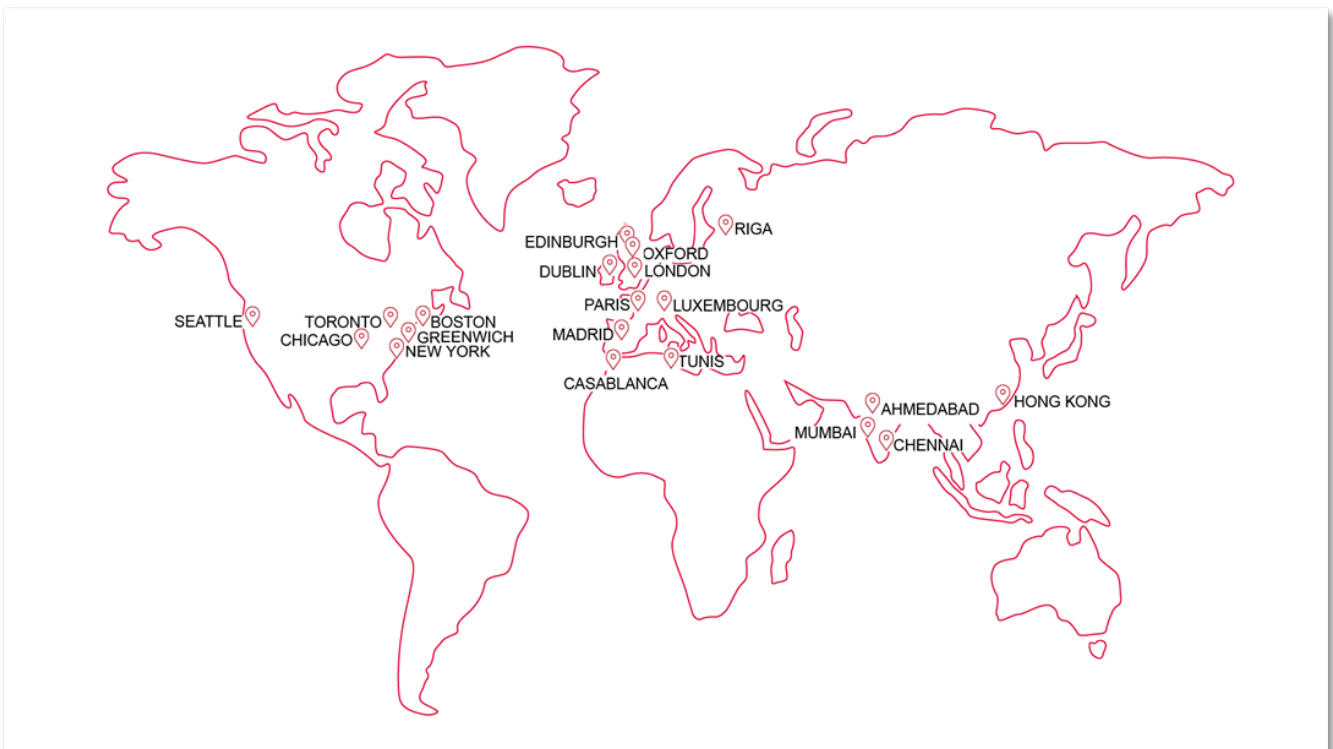 RIGA
EDINBURGH
OXFORD
DUBLIN
LONDON
PARIS
LUXEMBOURG
SEATTLE
TORONTO
BOSTON
CHICAGO
GREENWICH
NEW YORK
MADRID
TUNIS
CASABLANCA
AHMEDABAD
HONG KONG
MUMBAI
CHENNAI